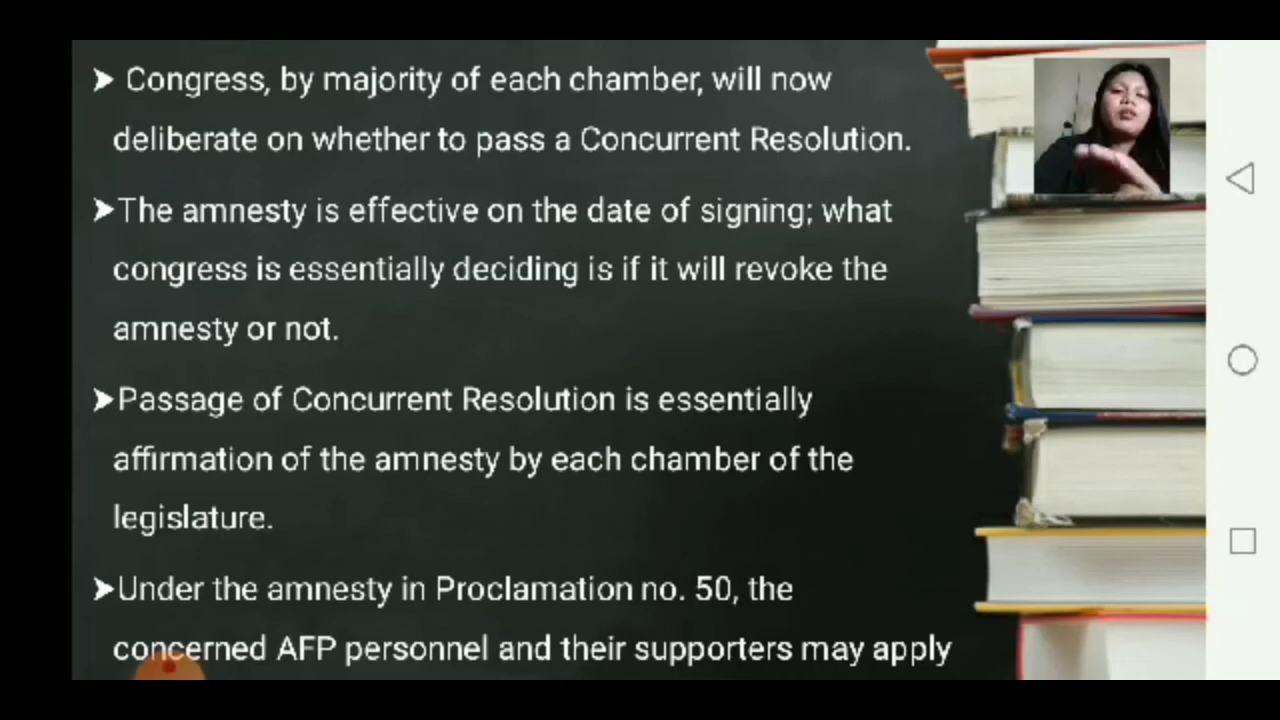 ➤ Congress, by majority of each chamber, will now
deliberate on whether to pass a Concurrent Resolution.
➤The amnesty is effective on the date of signing; what
congress is essentially deciding is if it will revoke the
amnesty or not.
➤Passage of Concurrent Resolution is essentially
affirmation of the amnesty by each chamber of the
legislature.
➤Under the amnesty in Proclamation no. 50, the
concerned AFP personnel and their supporters may apply